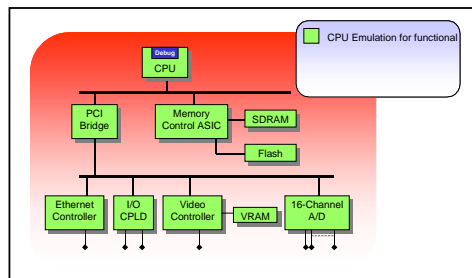 Debug
CPU
CPU Emulation for functional
PCI
Bridge
Memory
Control ASIC
SDRAM
Flash
Ethernet
Controller
I/O
CPLD
Video
Controller
VRAM
16-Channel
A/D